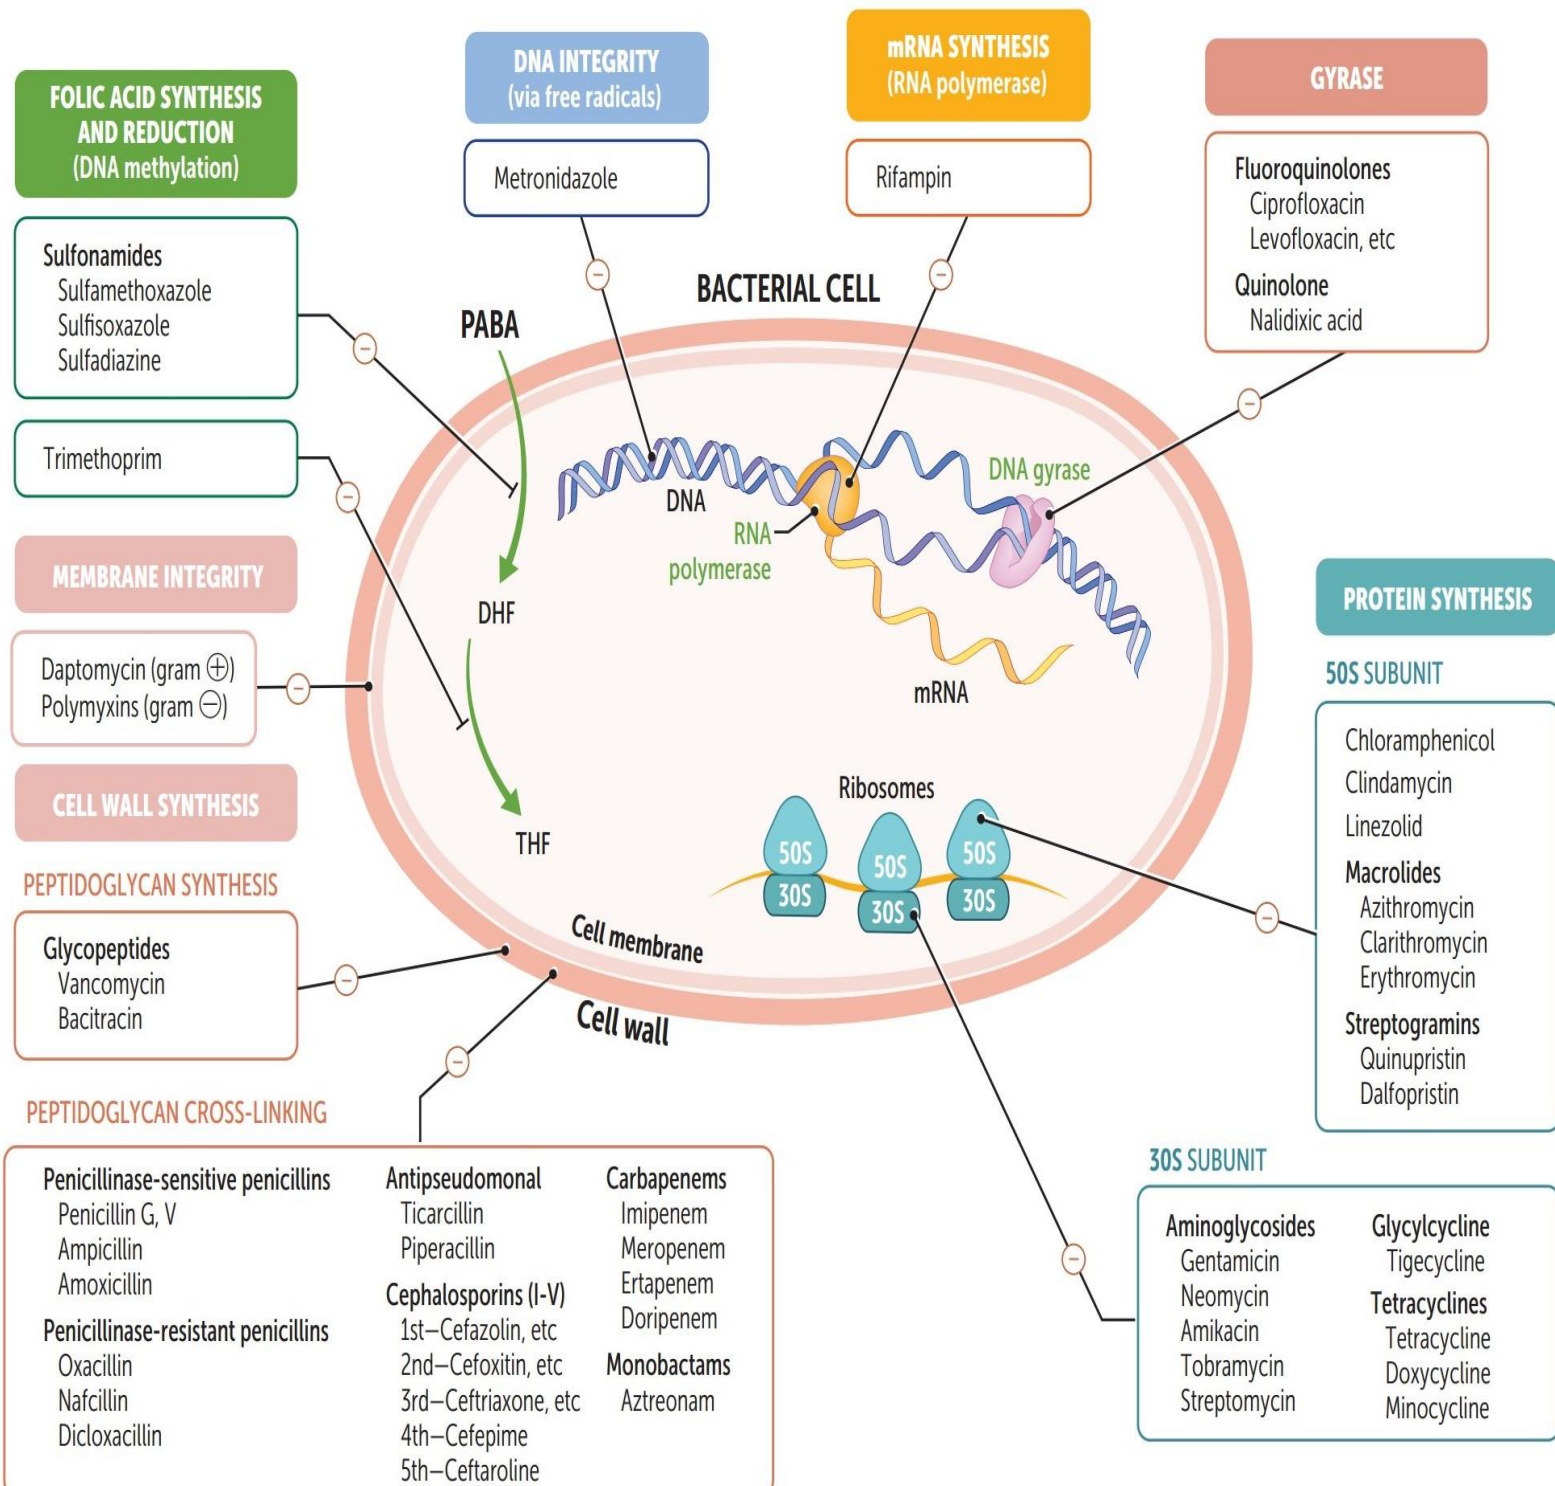 FOLIC ACID SYNTHESIS
AND REDUCTION
(DNA methylation)
Sulfonamides
Sulfamethoxazole
Sulfisoxazole
Sulfadiazine
Trimethoprim
MEMBRANE INTEGRITY
Daptomycin (gram ⊕)
Polymyxins (gram ⊖)
CELL WALL SYNTHESIS
PEPTIDOGLYCAN SYNTHESIS
Glycopeptides
Vancomycin
Bacitracin
PEPTIDOGLYCAN CROSS-LINKING
Penicillinase-sensitive penicillins
Penicillin G, V
Ampicillin
Amoxicillin
Penicillinase-resistant penicillins
Oxacillin
Nafcillin
Dicloxacillin
Antipseudomonal
Ticarcillin
Piperacillin
Cephalosporins (I-V)
1st–Cefazolin, etc
2nd–Cefoxitin, etc
3rd–Ceftriaxone, etc
4th–Cefepime
5th–Ceftaroline
Carbapenems
Imipenem
Meropenem
Ertapenem
Doripenem
Monobactams
Aztreonam
DNA INTEGRITY
(via free radicals)
Metronidazole
mRNA SYNTHESIS
(RNA polymerase)
Rifampin
GYRASE
Fluoroquinolones
Ciprofloxacin
Levofloxacin, etc
Quinolone
Nalidixic acid
BACTERIAL CELL
PABA
DHF
THF
DNA
RNA
polymerase
DNA gyrase
mRNA
Ribosomes
50S
30S
50S
30S
50S
30S
Cell membrane
Cell wall
PROTEIN SYNTHESIS
50S SUBUNIT
Chloramphenicol
Clindamycin
Linezolid
Macrolides
Azithromycin
Clarithromycin
Erythromycin
Streptogramins
Quinupristin
Dalfopristin
30S SUBUNIT
Aminoglycosides
Gentamicin
Neomycin
Amikacin
Tobramycin
Streptomycin
Glycylcycline
Tigecycline
Tetracyclines
Tetracycline
Doxycycline
Minocycline